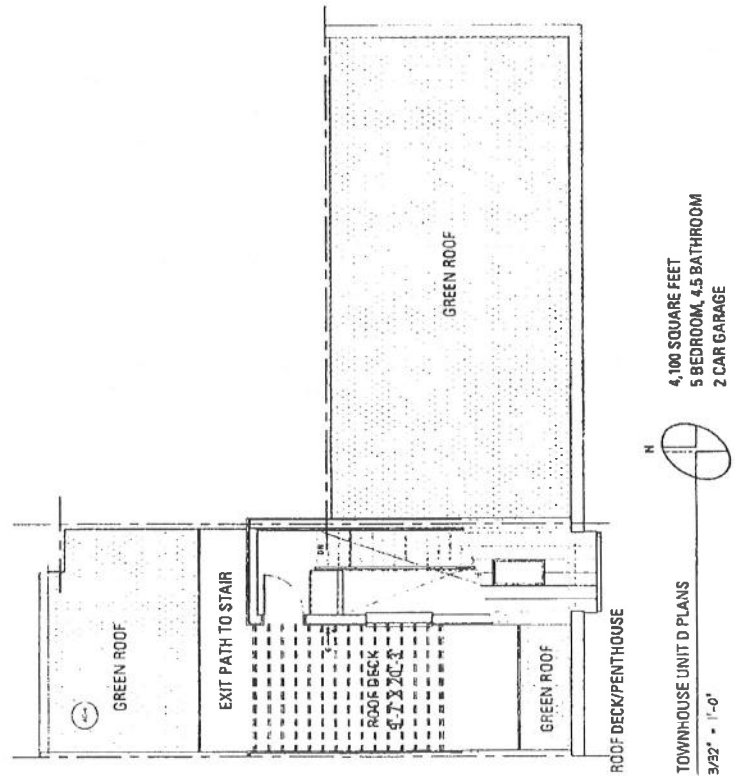 GREEN ROOF
EXIT PATH TO STAIR
DN
ROOF DECK
GREEN ROOF
GREEN ROOF
ROOF DECK/PENTHOUSE
TOWNHOUSE UNIT D PLANS
3/32" = 1'-0"
N
4,100 SQUARE FEET
5 BEDROOM, 4.5 BATHROOM
2 CAR GARAGE